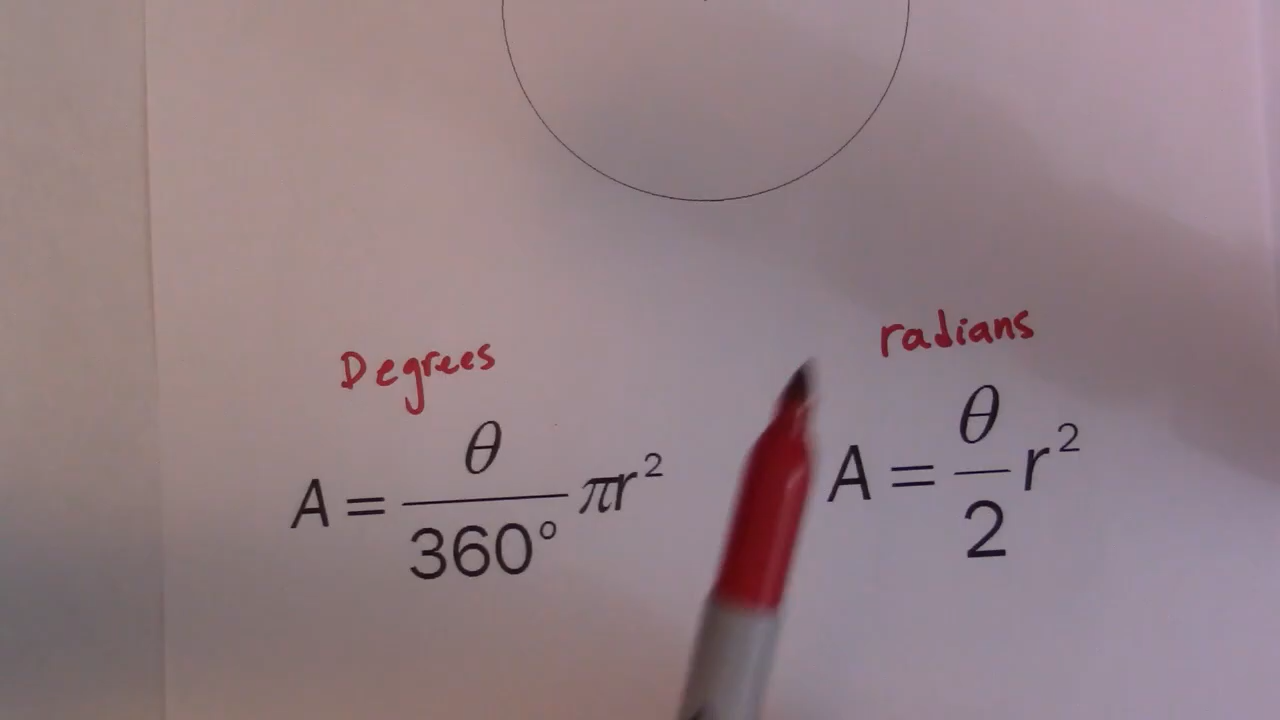 Degrees
radians
A = θ/360° πr²
A = θ/2 r²